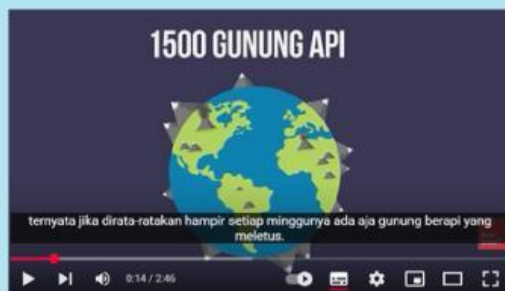 1500 GUNUNG API
ternyata jika dirata-ratakan hampir setiap minggunya ada aja gunung berapi yang
meletus.
0:14 / 2:46